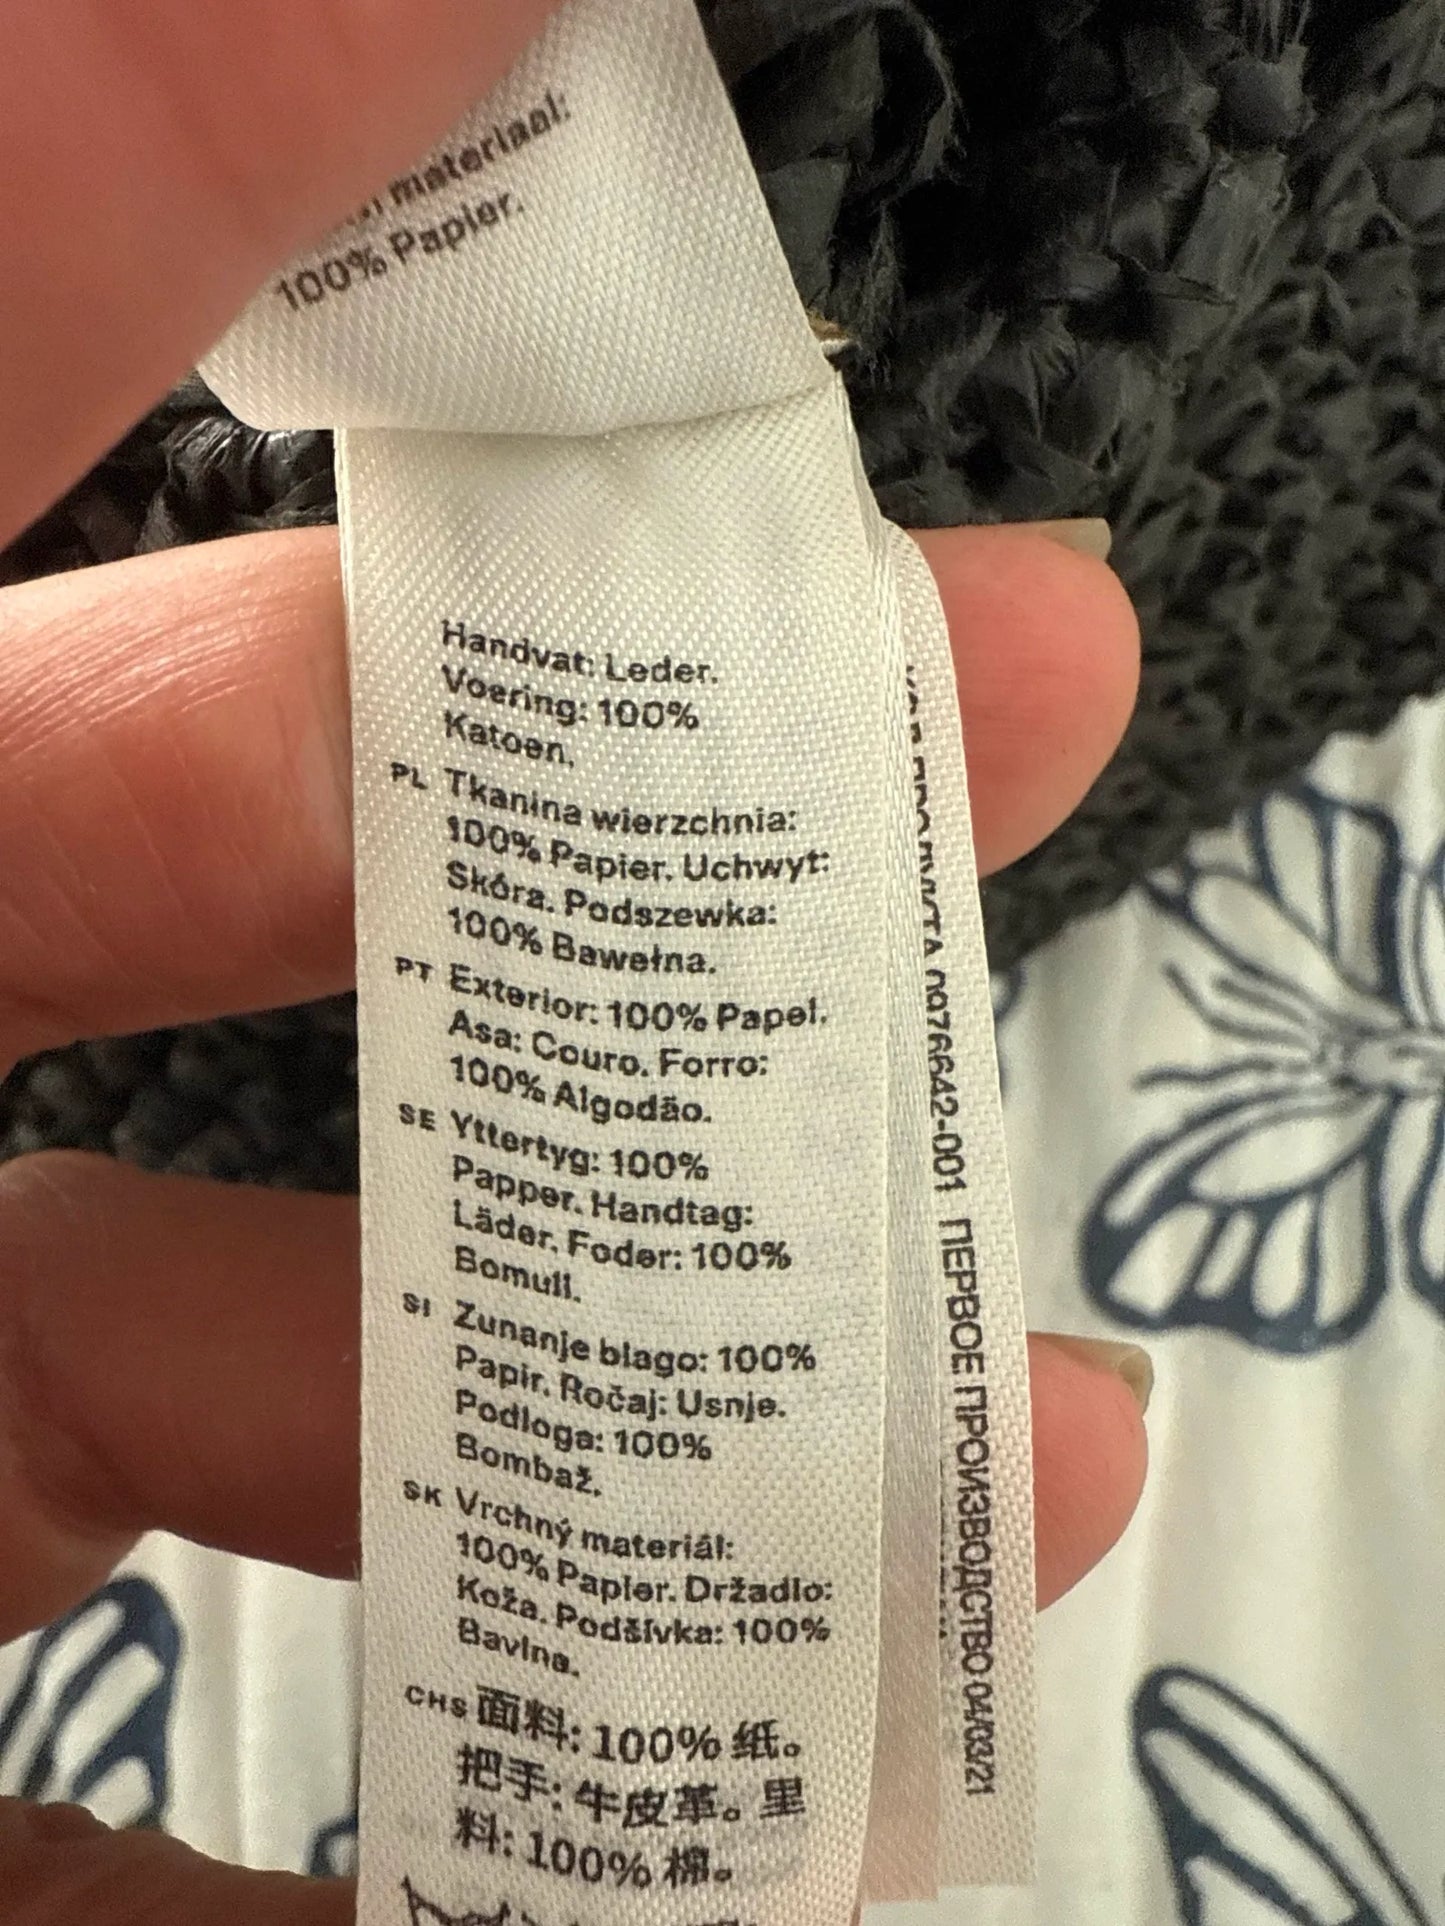 materiaal:
100% Papier.
Handvat: Leder.
Voering: 100%
Katoen.
PL Tkanina wierzchnia:
100% Papier. Uchwyt:
Skóra. Podszewka:
100% Bawełna.
PT Exterior: 100% Papel.
Asa: Couro. Forro:
100% Algodão.
SE Yttertyg: 100%
Papper. Handtag:
Läder. Foder: 100%
Bomull.
SI Zunanje blago: 100%
Papir. Ročaj: Usnje.
Podloga: 100%
Bombaž.
SK Vrchný materiál:
100% Papier. Držadlo:
Koža. Podšívka: 100%
Bavlna.
CHS 面料: 100% 纸。
把手: 牛皮革。里
料: 100% 棉。
КОД ПРОДУКТА 0976642-001 ПЕРВОЕ ПРОИЗВОДСТВО 04/03/21